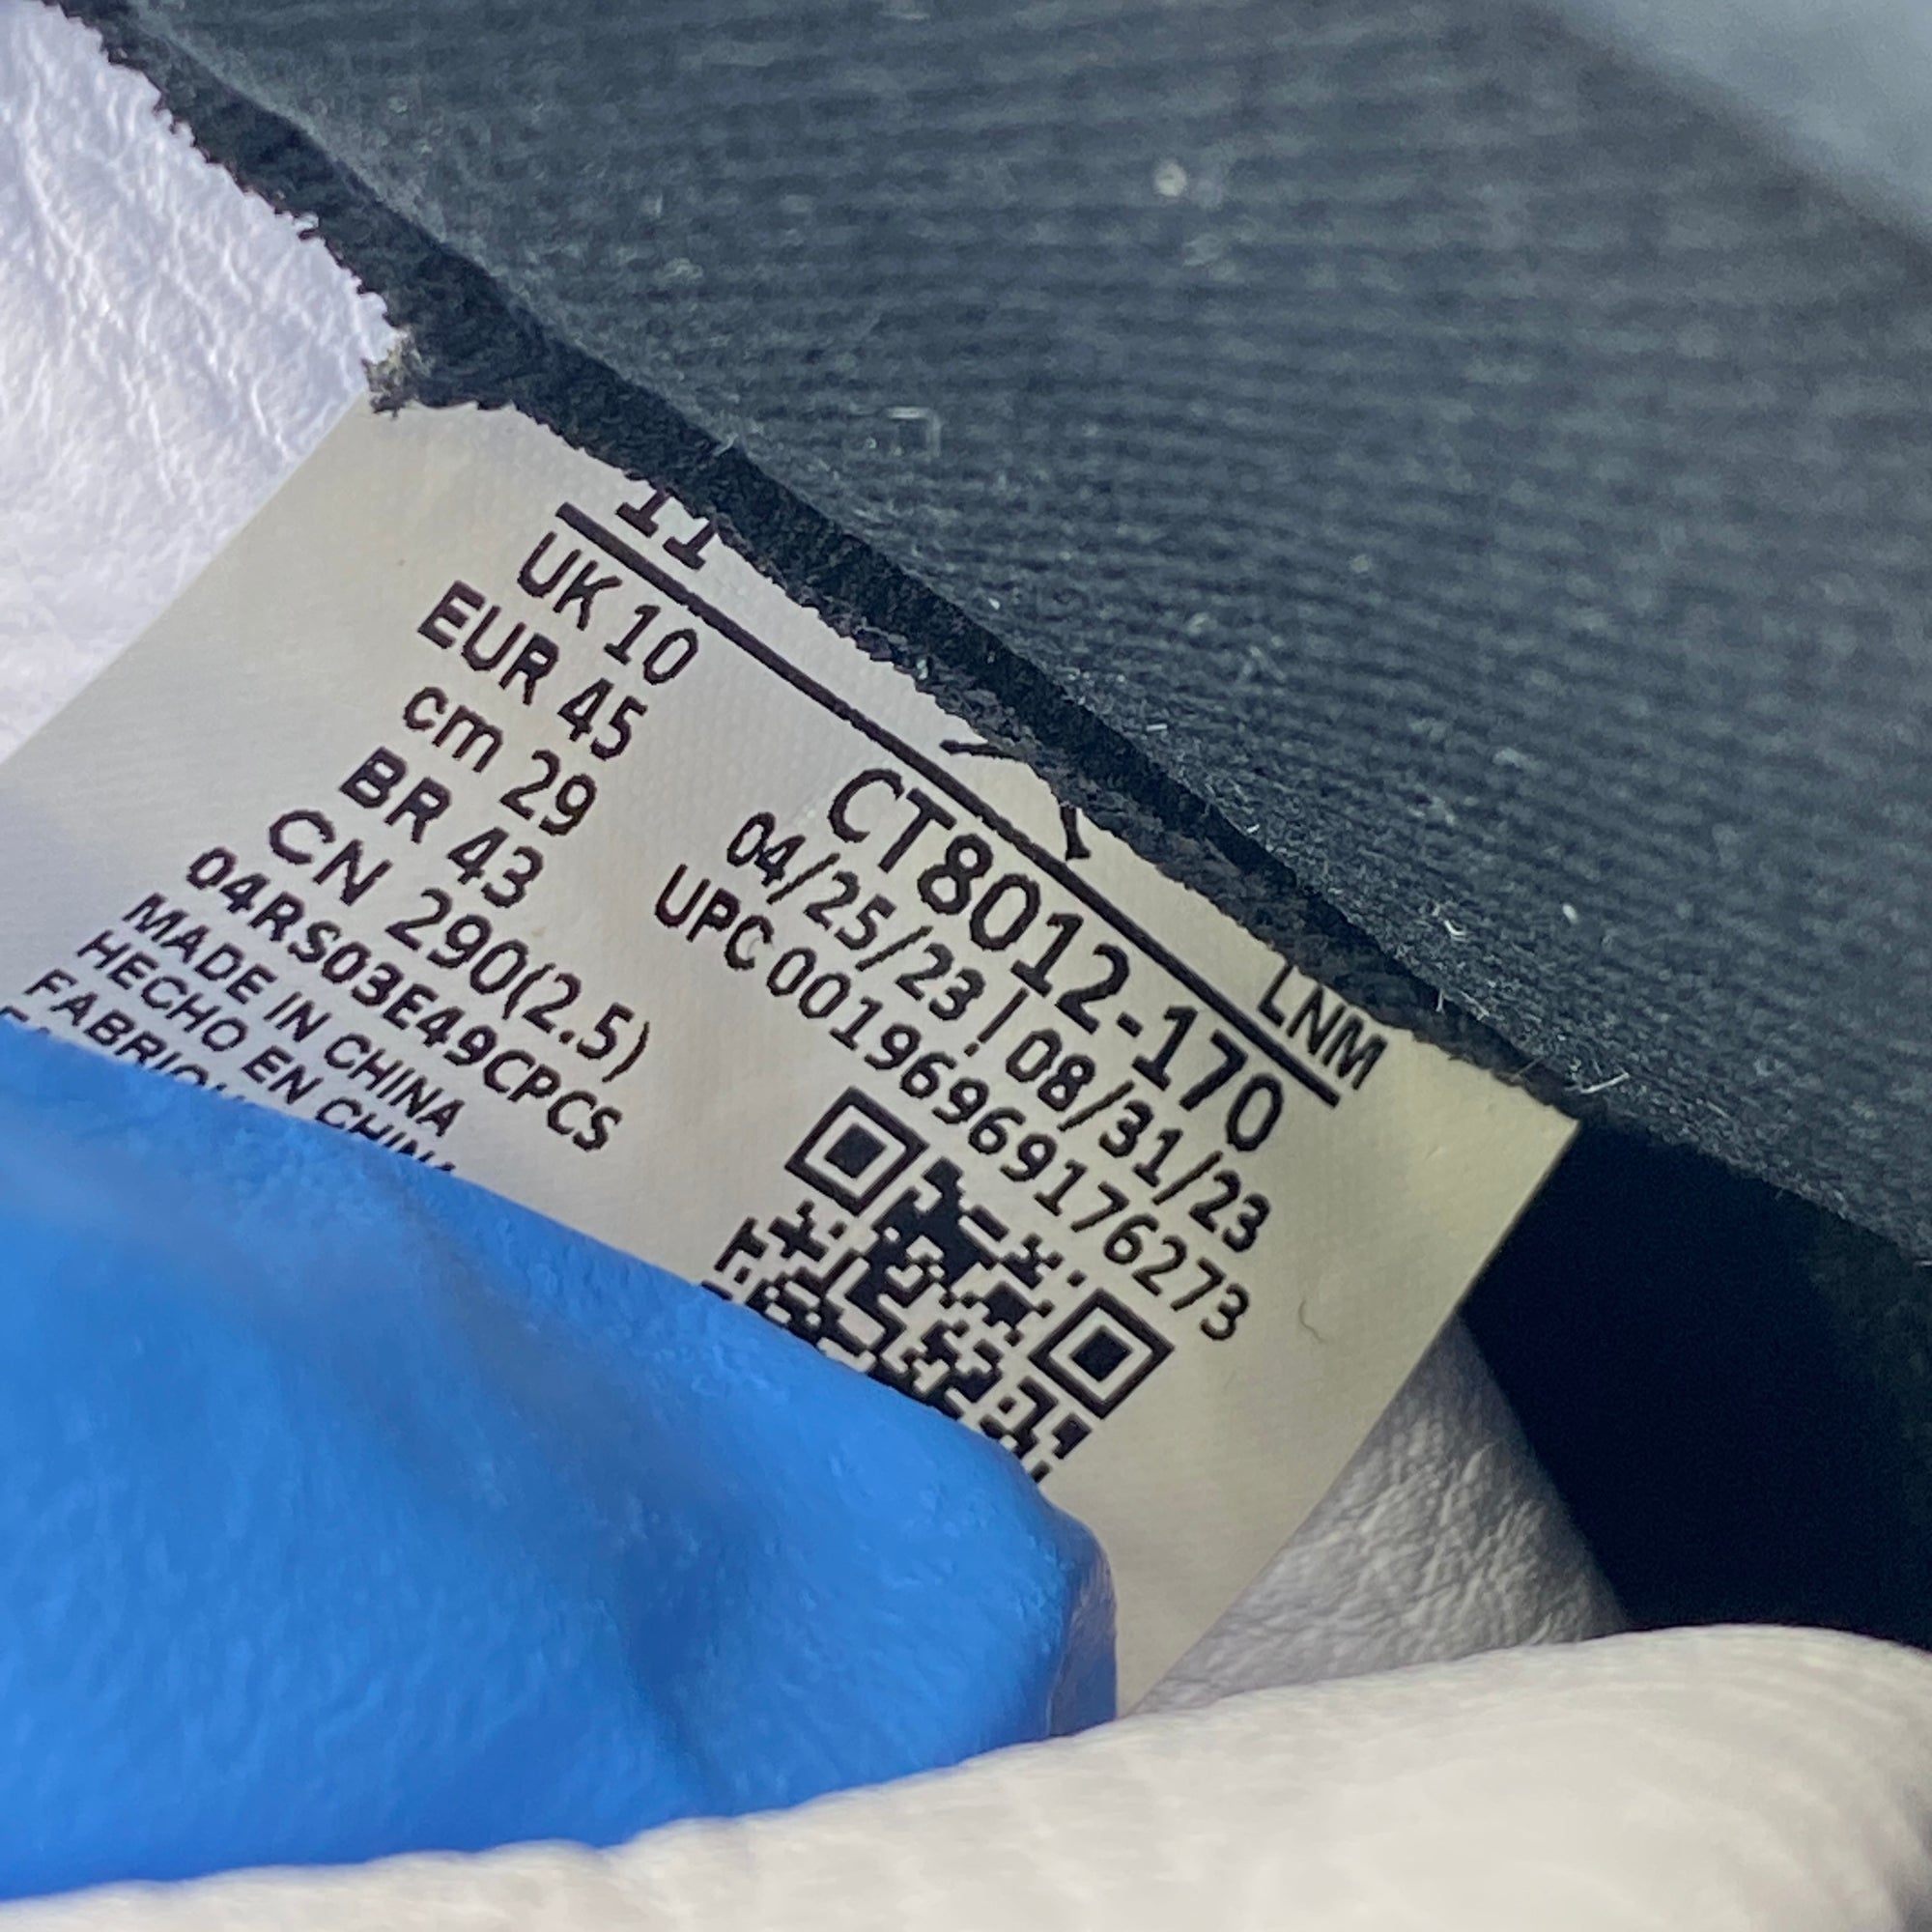 11
LNM
UK 10
EUR 45
cm 29
BR 43
CN 290(2.5)
04RS03E49CPCS
MADE IN CHINA
HECHO EN CHINA
CT8012-170
04/25/23 | 08/31/23
UPC 00196969176273